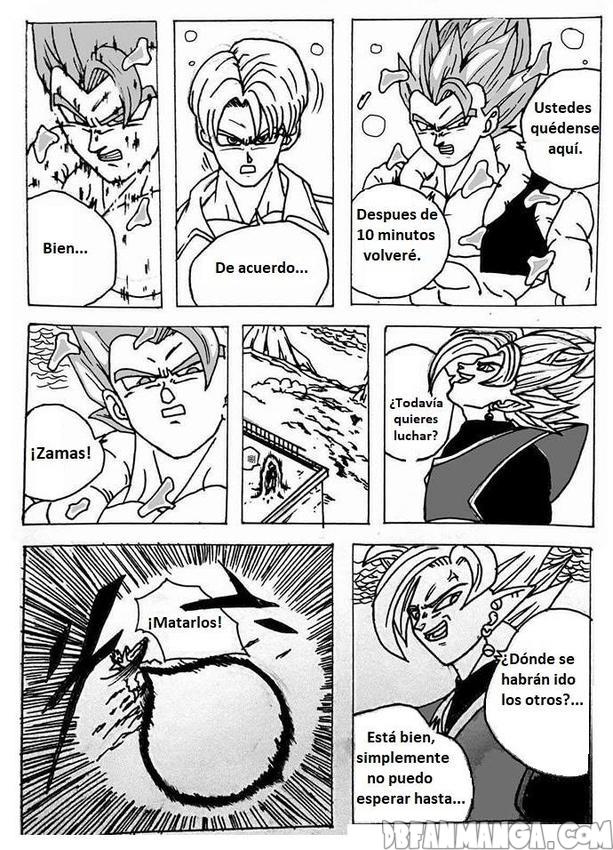 Bien...
De acuerdo...
Ustedes
quédense
aquí.
Despues de
10 minutos
volveré.
¡Zamas!
¿Todavía
quieres
luchar?
¡Matarlos!
¿Dónde se
habrán ido
los otros?...
Está bien,
simplemente
no puedo
esperar hasta...
DBFANMANGA.COM